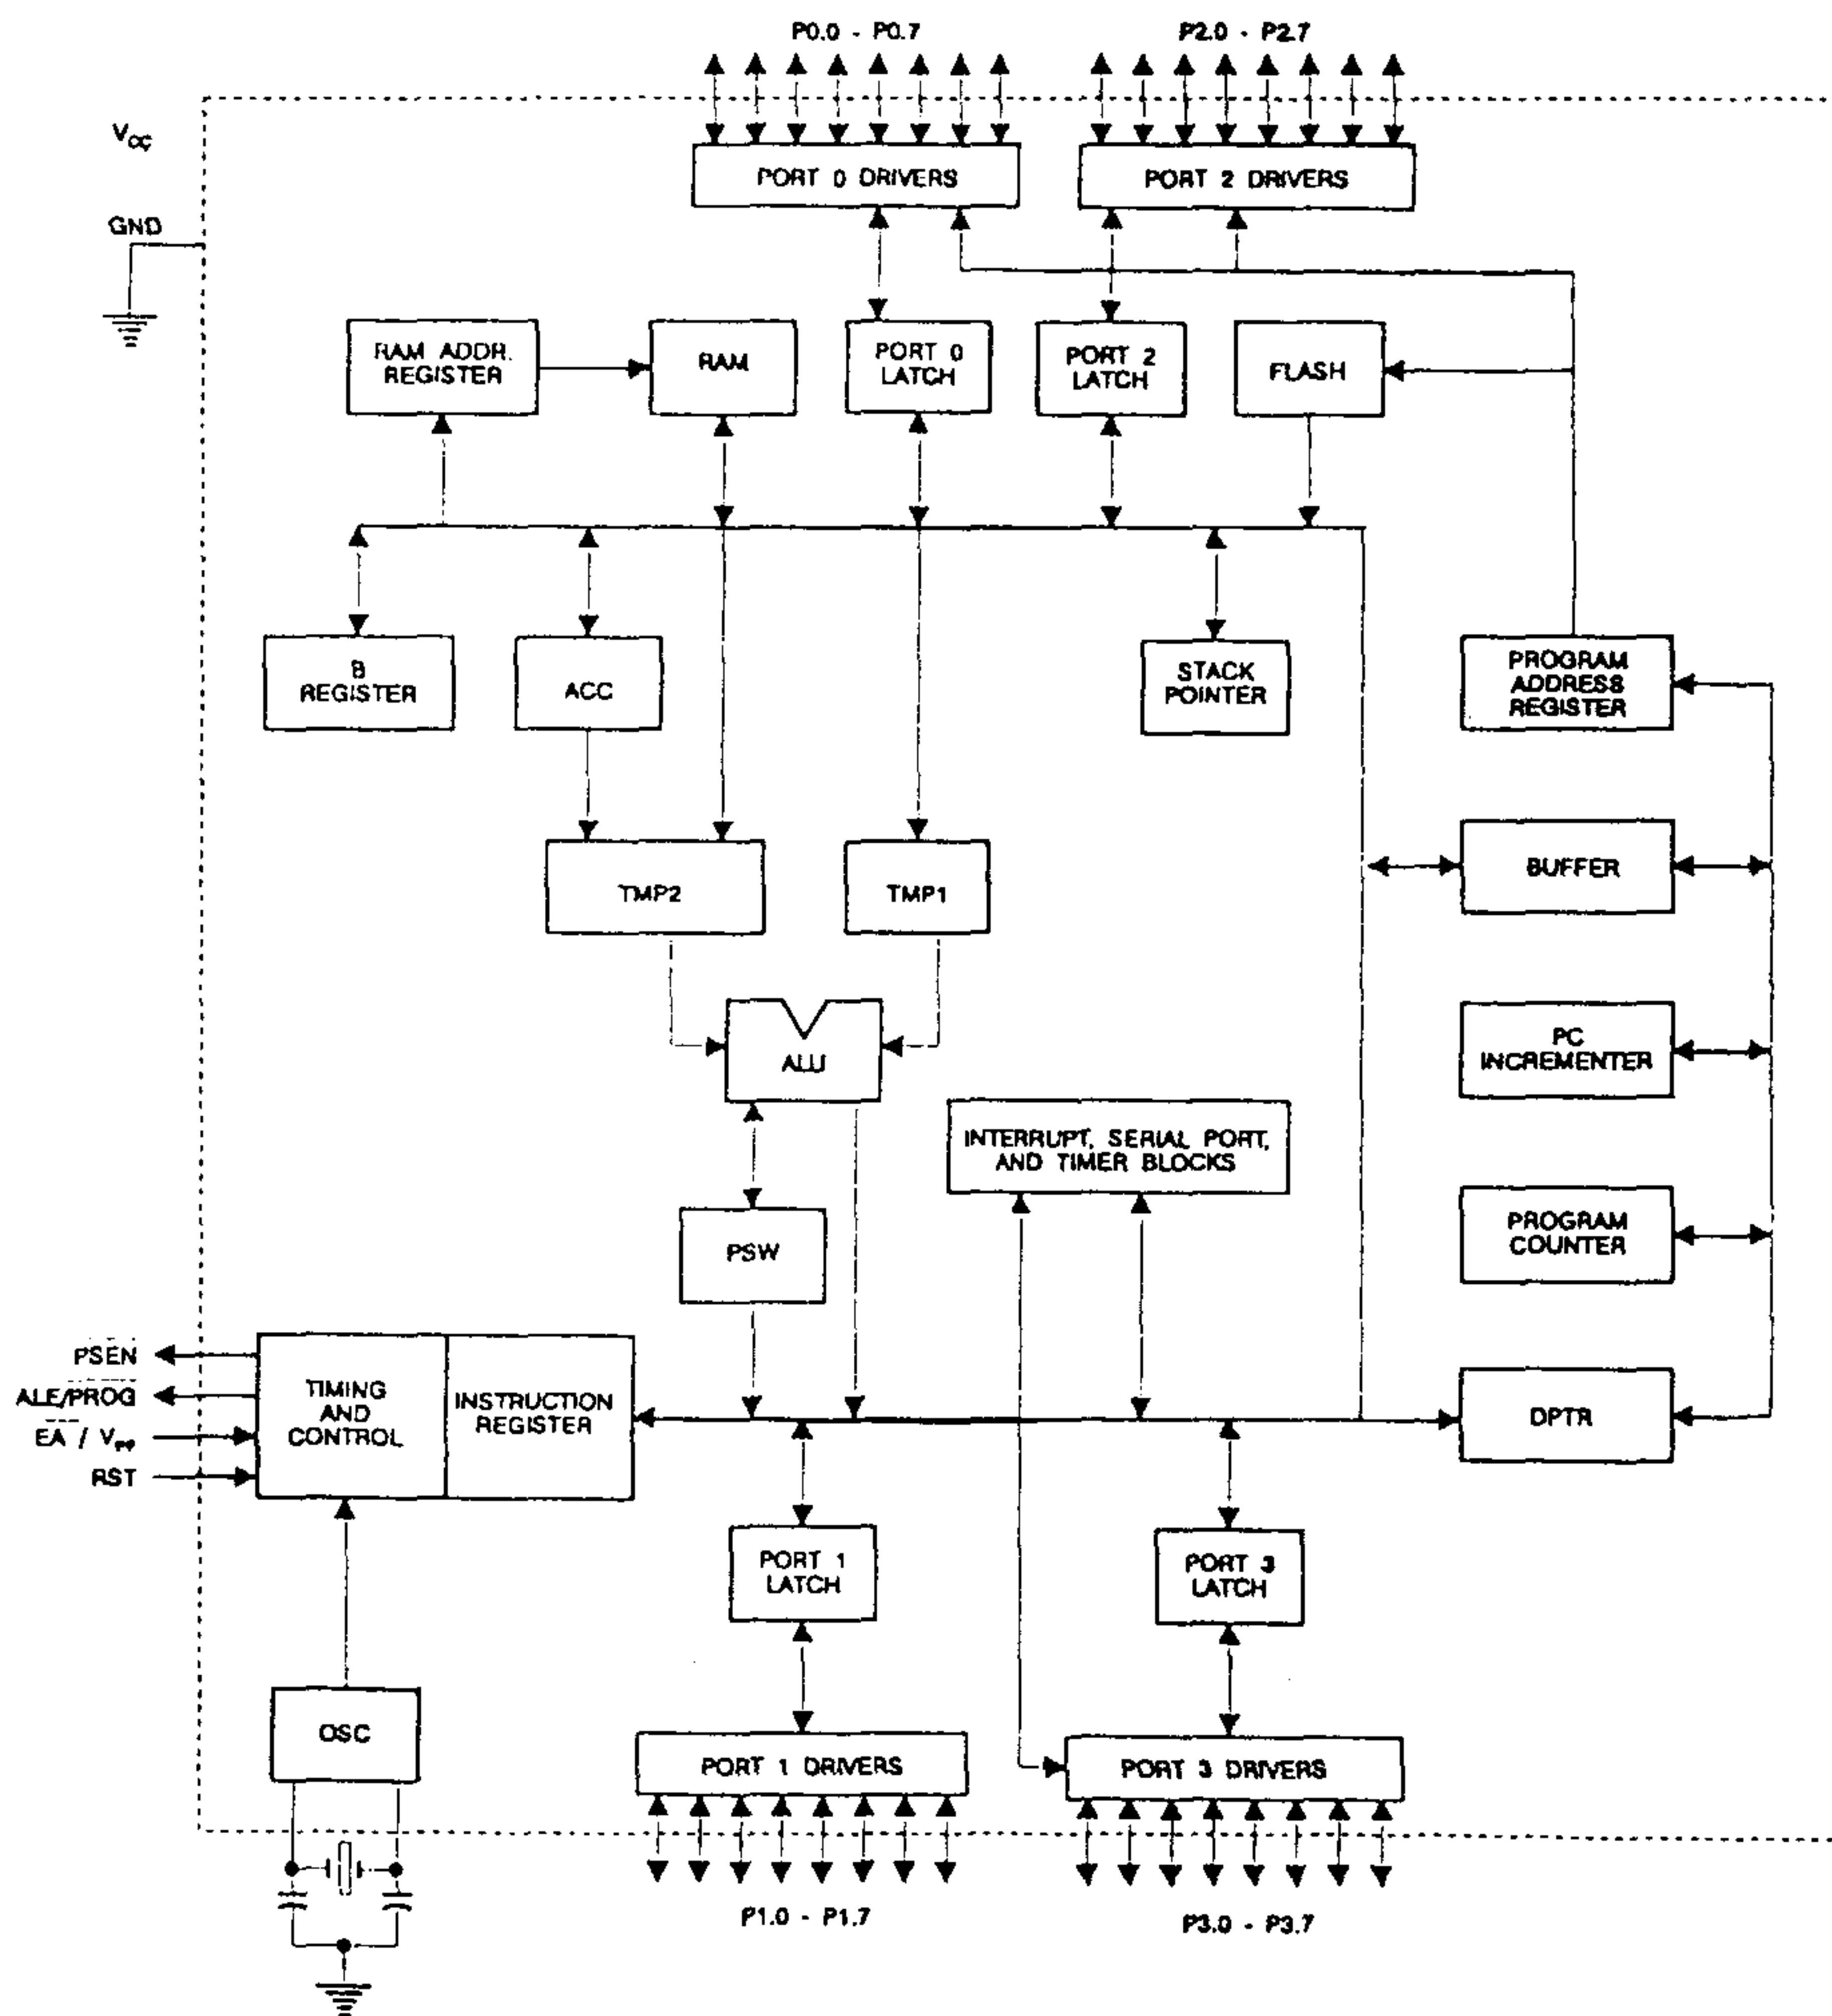 P0.0 - P0.7
P2.0 - P2.7
VCC
PORT 0 DRIVERS
PORT 2 DRIVERS
GND
RAM ADDR.
REGISTER
RAM
PORT 0
LATCH
PORT 2
LATCH
FLASH
B
REGISTER
ACC
STACK
POINTER
PROGRAM
ADDRESS
REGISTER
TMP2
TMP1
BUFFER
ALU
PC
INCREMENTER
INTERRUPT, SERIAL PORT,
AND TIMER BLOCKS
PSW
PROGRAM
COUNTER
PSEN
ALE/PROG
EA / VPP
RST
TIMING
AND
CONTROL
INSTRUCTION
REGISTER
DPTR
PORT 1
LATCH
PORT 3
LATCH
OSC
PORT 1 DRIVERS
PORT 3 DRIVERS
P1.0 - P1.7
P3.0 - P3.7